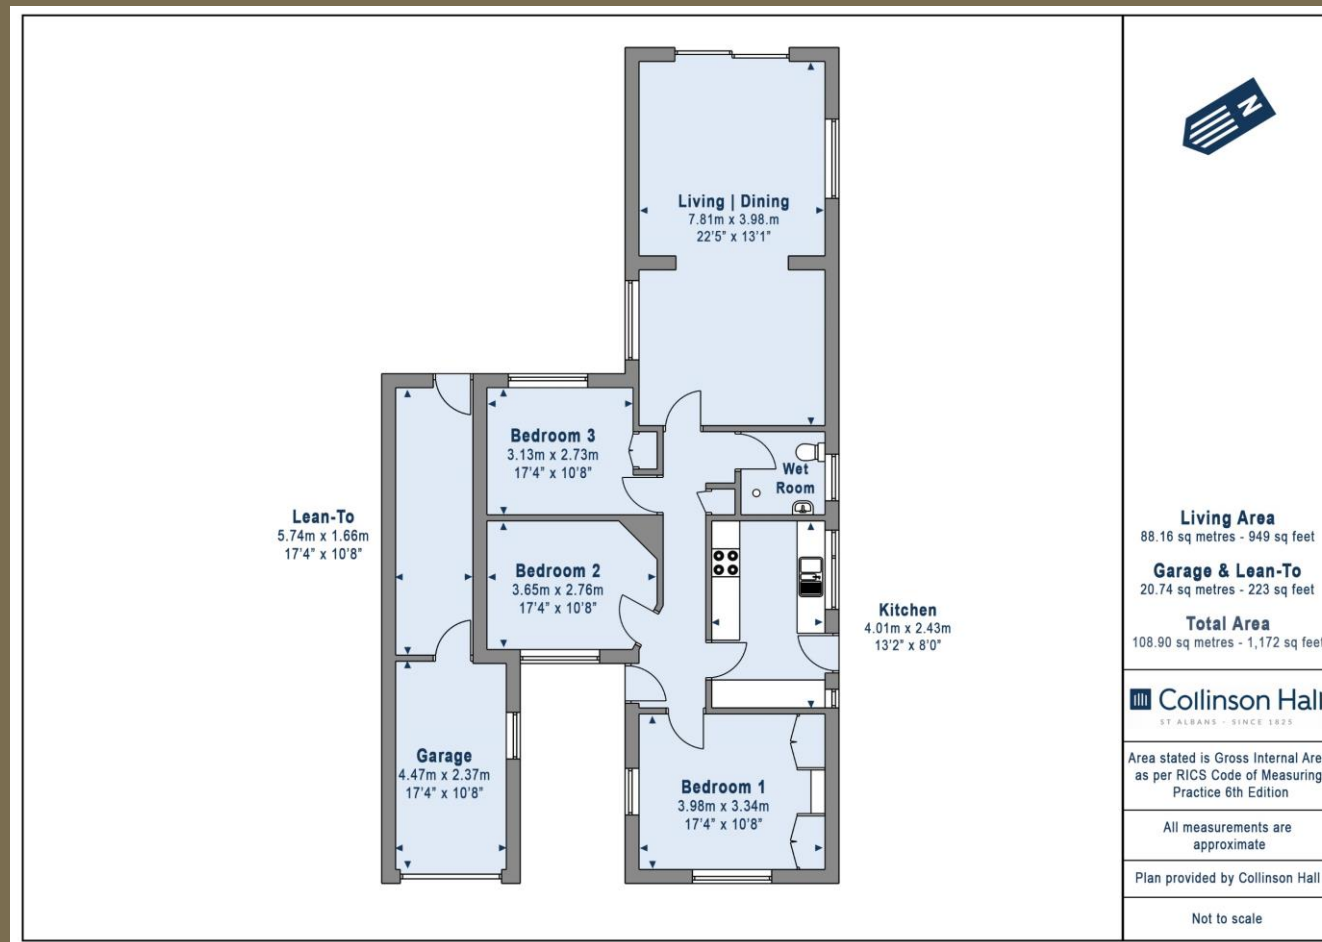 N
Living | Dining
7.81m x 3.98.m
22'5" x 13'1"
Bedroom 3
3.13m x 2.73m
17'4" x 10'8"
Wet
Room
Lean-To
5.74m x 1.66m
17'4" x 10'8"
Bedroom 2
3.65m x 2.76m
17'4" x 10'8"
Kitchen
4.01m x 2.43m
13'2" x 8'0"
Garage
4.47m x 2.37m
17'4" x 10'8"
Bedroom 1
3.98m x 3.34m
17'4" x 10'8"
Living Area
88.16 sq metres - 949 sq feet
Garage & Lean-To
20.74 sq metres - 223 sq feet
Total Area
108.90 sq metres - 1,172 sq feet
Collinson Hall
ST ALBANS - SINCE 1825
Area stated is Gross Internal Are
as per RICS Code of Measuring
Practice 6th Edition
All measurements are
approximate
Plan provided by Collinson Hall
Not to scale